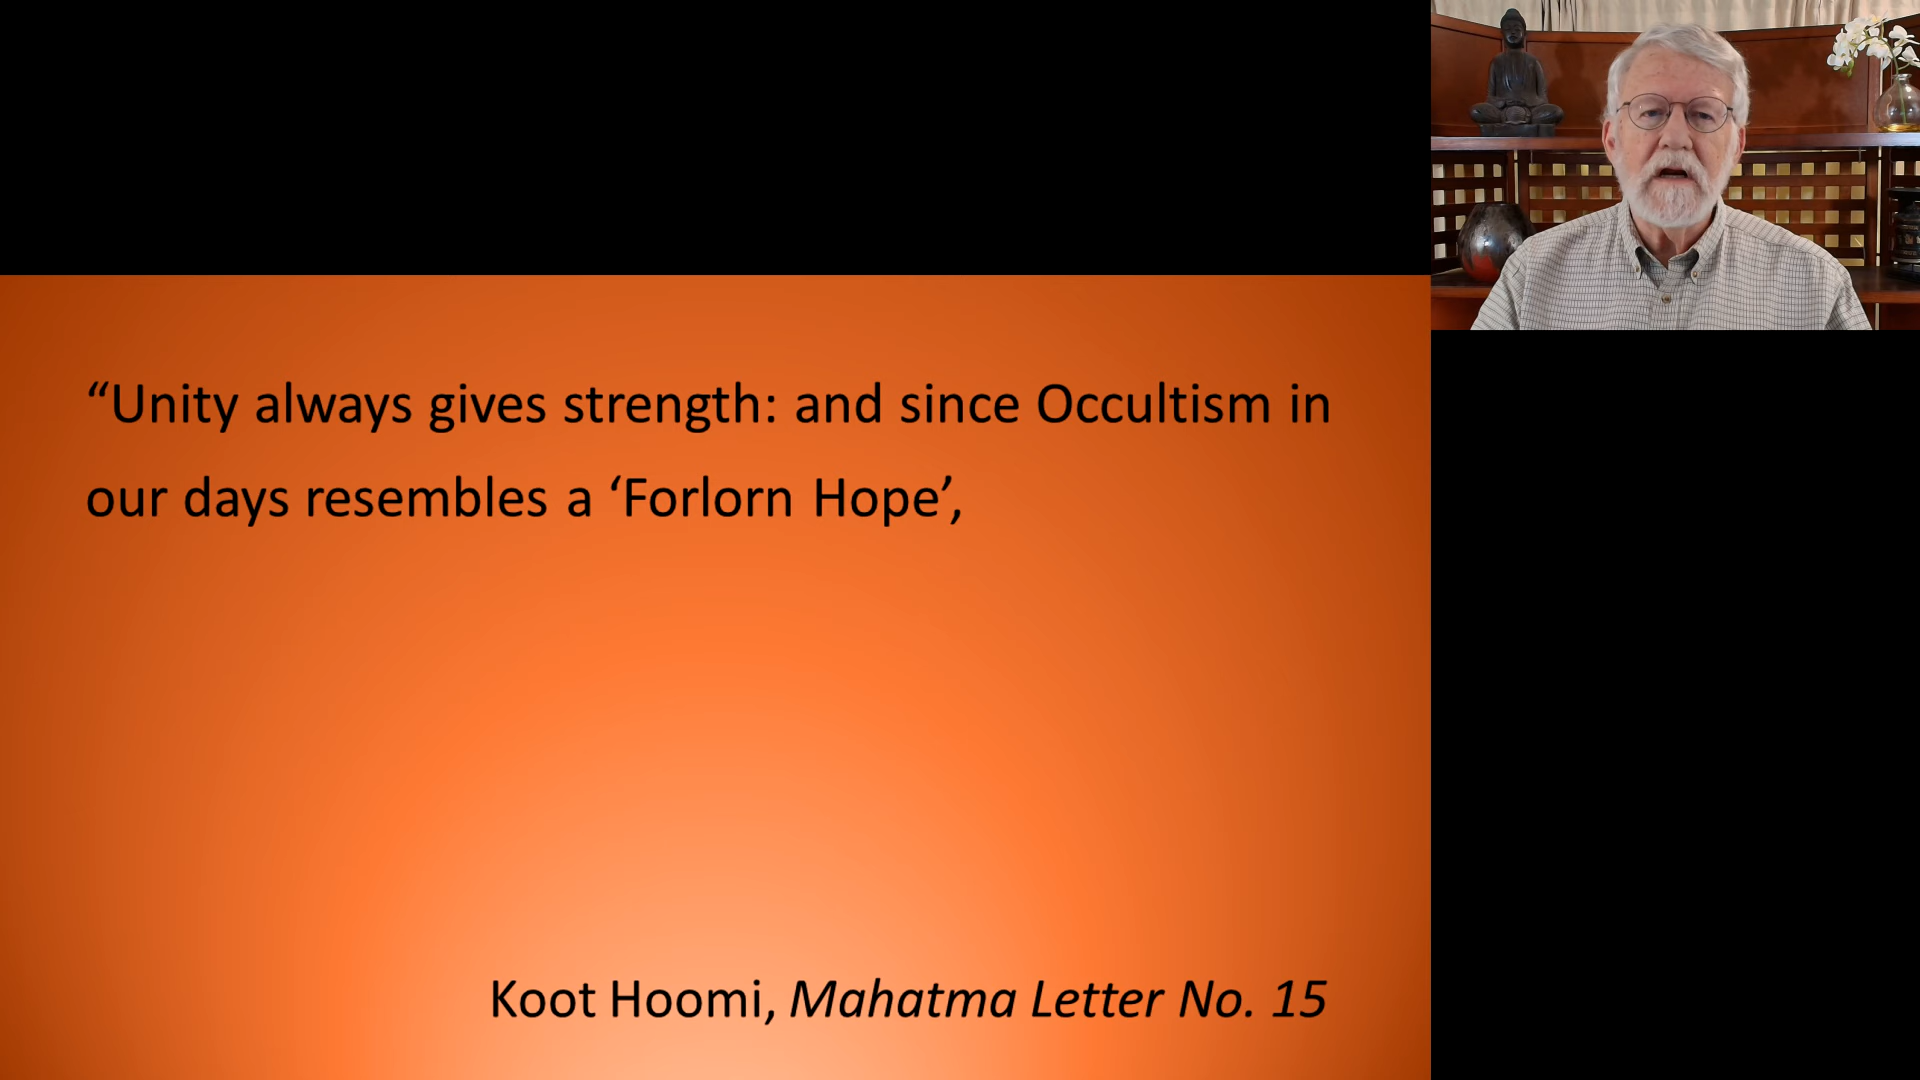 “Unity always gives strength: and since Occultism in
our days resembles a ‘Forlorn Hope’,
Koot Hoomi, Mahatma Letter No. 15